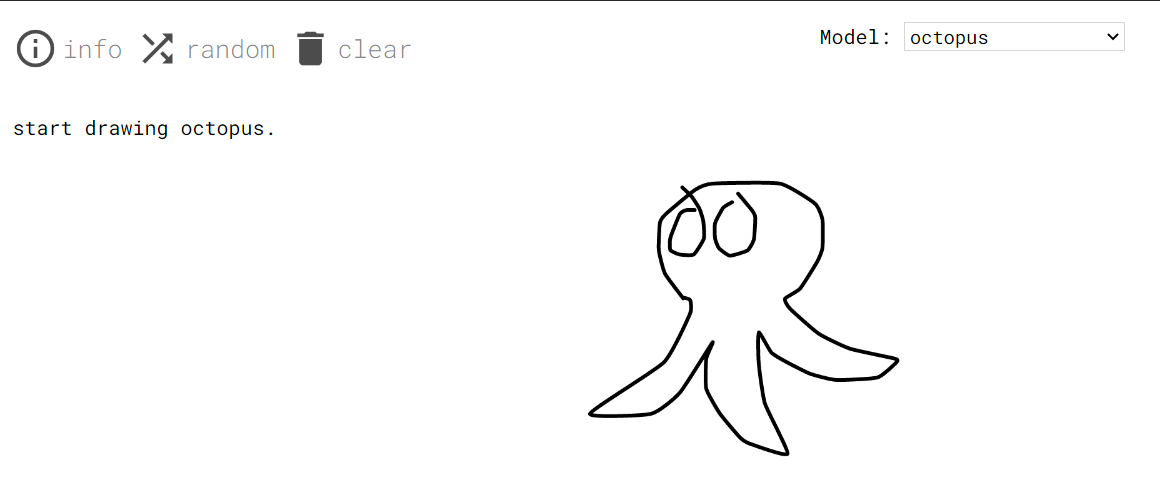 info random clear Model: octopus
start drawing octopus.